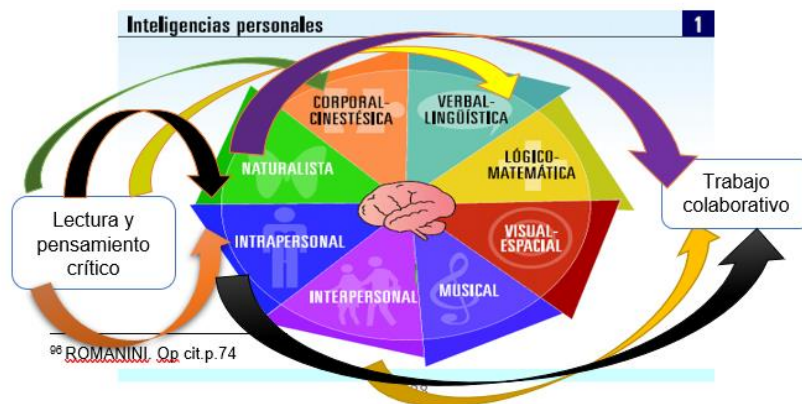 Inteligencias personales
1
CORPORAL-
CINESTÉSICA
VERBAL-
LINGÜÍSTICA
LÓGICO-
MATEMÁTICA
NATURALISTA
INTRAPERSONAL
VISUAL-
ESPACIAL
INTERPERSONAL
MUSICAL
Lectura y
pensamiento
crítico
Trabajo
colaborativo
96 ROMANINI. Op cit.p.74